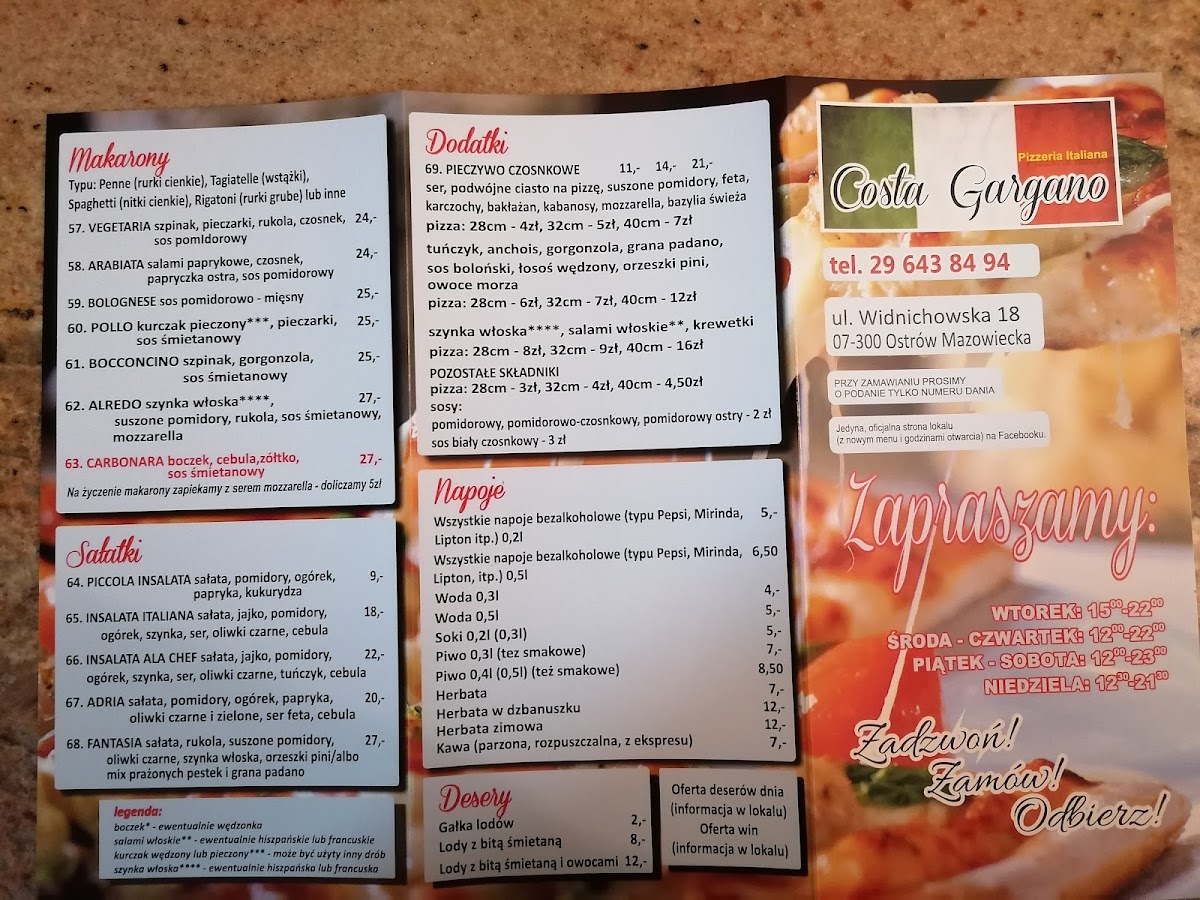 Makarony
Typu: Penne (rurki cienkie), Tagiatelle (wstążki),
Spaghetti (nitki cienkie), Rigatoni (rurki grube) lub inne
57. VEGETARIA szpinak, pieczarki, rukola, czosnek, 24,-
sos pomIdorowy
58. ARABIATA salami paprykowe, czosnek, 24,-
papryczka ostra, sos pomidorowy
59. BOLOGNESE sos pomidorowo - mięsny 25,-
60. POLLO kurczak pieczony***, pieczarki, 25,-
sos śmietanowy
61. BOCCONCINO szpinak, gorgonzola, 25,-
sos śmietanowy
62. ALREDO szynka włoska****, 27,-
suszone pomidory, rukola, sos śmietanowy,
mozzarella
63. CARBONARA boczek, cebula,zółtko, 27,-
sos śmietanowy
Na życzenie makarony zapiekamy z serem mozzarella - doliczamy 5zł
Sałatki
64. PICCOLA INSALATA sałata, pomidory, ogórek, 9,-
papryka, kukurydza
65. INSALATA ITALIANA sałata, jajko, pomidory, 18,-
ogórek, szynka, ser, oliwki czarne, cebula
66. INSALATA ALA CHEF sałata, jajko, pomidory, 22,-
ogórek, szynka, ser, oliwki czarne, tuńczyk, cebula
67. ADRIA sałata, pomidory, ogórek, papryka, 20,-
oliwki czarne i zielone, ser feta, cebula
68. FANTASIA sałata, rukola, suszone pomidory, 27,-
oliwki czarne, szynka włoska, orzeszki pini/albo
mix prażonych pestek i grana padano
legenda:
boczek* - ewentualnie wędzonka
salami włoskie** - ewentualnie hiszpańskie lub francuskie
kurczak wędzony lub pieczony*** - może być użyty inny drób
szynka włoska**** - ewentualnie hiszpańska lub francuska
Dodatki
69. PIECZYWO CZOSNKOWE 11,- 14,- 21,-
ser, podwójne ciasto na pizzę, suszone pomidory, feta,
karczochy, bakłażan, kabanosy, mozzarella, bazylia świeża
pizza: 28cm - 4zł, 32cm - 5zł, 40cm - 7zł
tuńczyk, anchois, gorgonzola, grana padano,
sos boloński, łosoś wędzony, orzeszki pini,
owoce morza
pizza: 28cm - 6zł, 32cm - 7zł, 40cm - 12zł
szynka włoska****, salami włoskie**, krewetki
pizza: 28cm - 8zł, 32cm - 9zł, 40cm - 16zł
POZOSTAŁE SKŁADNIKI
pizza: 28cm - 3zł, 32cm - 4zł, 40cm - 4,50zł
sosy:
pomidorowy, pomidorowo-czosnkowy, pomidorowy ostry - 2 zł
sos biały czosnkowy - 3 zł
Napoje
Wszystkie napoje bezalkoholowe (typu Pepsi, Mirinda, 5,-
Lipton itp.) 0,2l
Wszystkie napoje bezalkoholowe (typu Pepsi, Mirinda, 6,50
Lipton, itp.) 0,5l
Woda 0,3l 4,-
Woda 0,5l 5,-
Soki 0,2l (0,3l) 5,-
Piwo 0,3l (tez smakowe) 7,-
Piwo 0,4l (0,5l) (też smakowe) 8,50
Herbata 7,-
Herbata w dzbanuszku 12,-
Herbata zimowa 12,-
Kawa (parzona, rozpuszczalna, z ekspresu) 7,-
Desery
Gałka lodów 2,-
Lody z bitą śmietaną 8,-
Lody z bitą śmietaną i owocami 12,-
Oferta deserów dnia
(informacja w lokalu)
Oferta win
(informacja w lokalu)
Pizzeria Italiana
Costa Gargano
tel. 29 643 84 94
ul. Widnichowska 18
07-300 Ostrów Mazowiecka
PRZY ZAMAWIANIU PROSIMY
O PODANIE TYLKO NUMERU DANIA
Jedyna, oficjalna strona lokalu
(z nowym menu i godzinami otwarcia) na Facebooku.
Zapraszamy:
WTOREK: 15⁰⁰-22⁰⁰
ŚRODA - CZWARTEK: 12⁰⁰-22⁰⁰
PIĄTEK - SOBOTA: 12⁰⁰-23⁰⁰
NIEDZIELA: 12³⁰-21³⁰
Zadzwoń!
Zamów!
Odbierz!